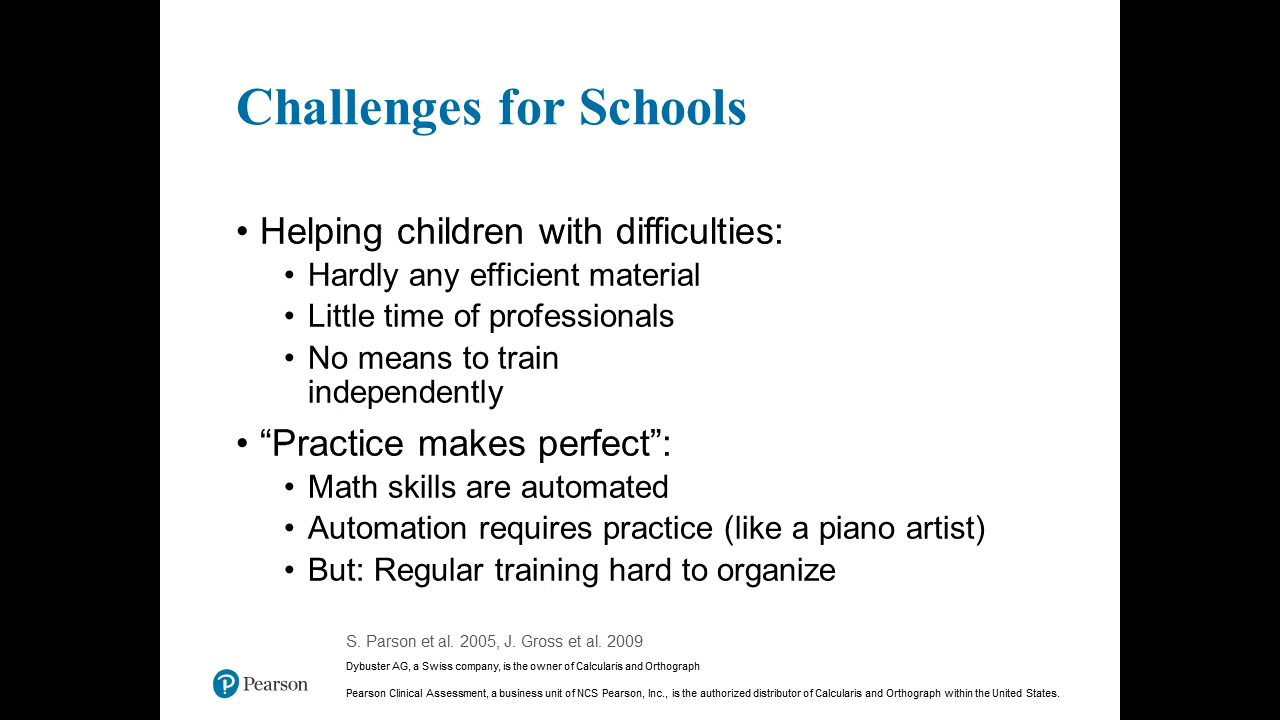 Challenges for Schools
• Helping children with difficulties:
• Hardly any efficient material
• Little time of professionals
• No means to train
independently
• “Practice makes perfect”:
• Math skills are automated
• Automation requires practice (like a piano artist)
• But: Regular training hard to organize
S. Parson et al. 2005, J. Gross et al. 2009
Dybuster AG, a Swiss company, is the owner of Calcularis and Orthograph
Pearson
Pearson Clinical Assessment, a business unit of NCS Pearson, Inc., is the authorized distributor of Calcularis and Orthograph within the United States.